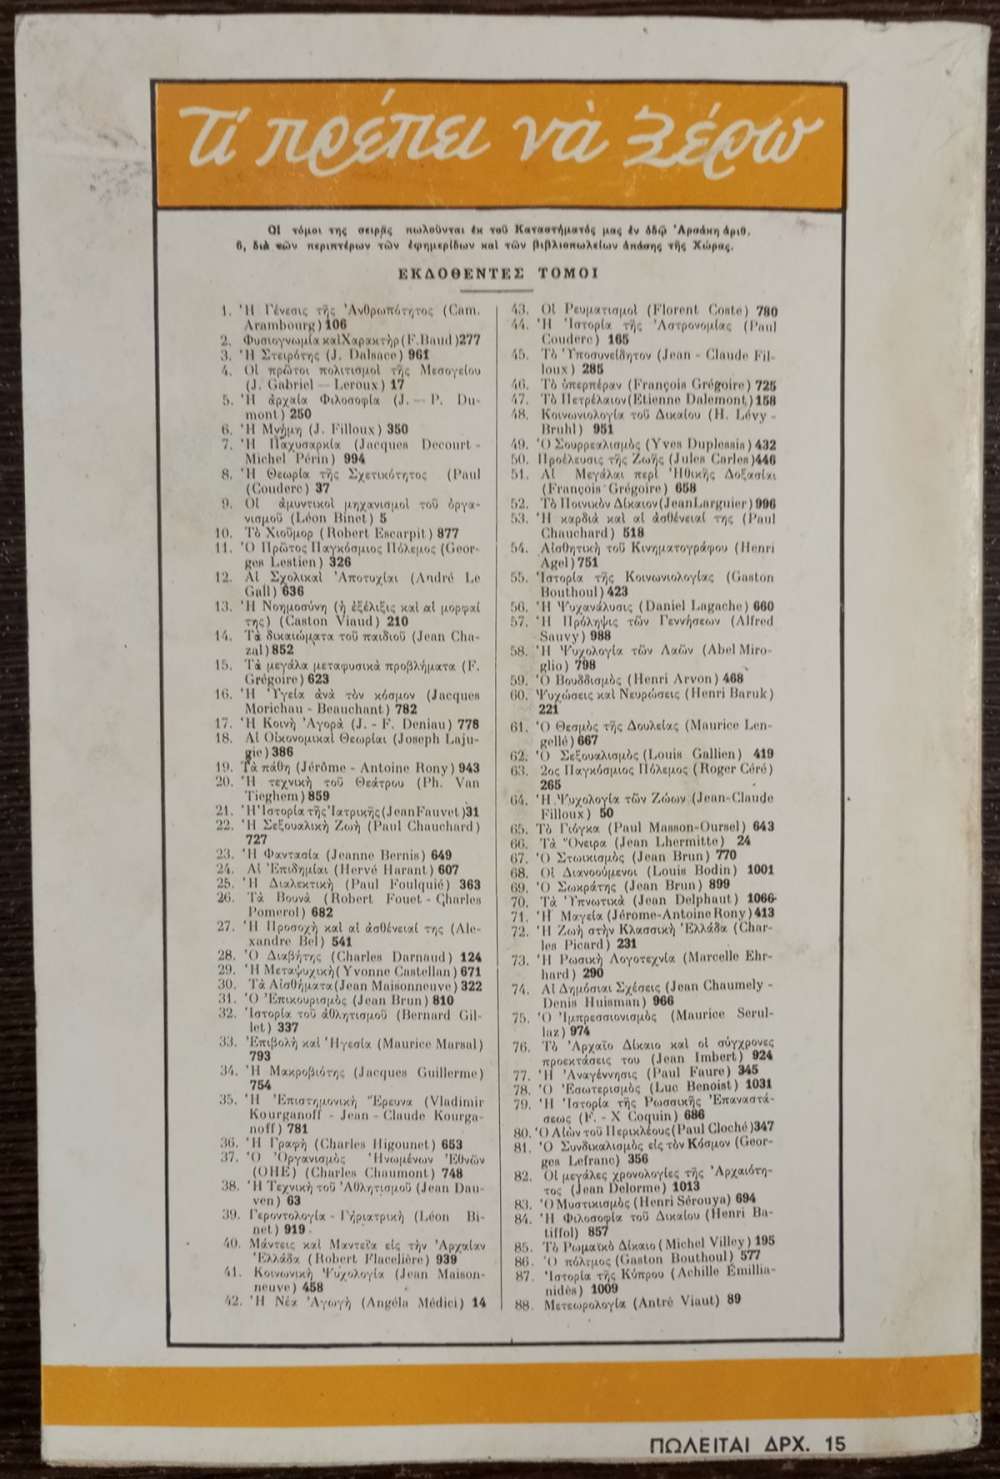 τί πρέπει νὰ ξέρω
Οἱ τόμοι της σειρᾶς πωλοῦνται ἐκ τοῦ Καταστήματός μας ἐν ὁδῷ Ἀρσάκη ἀριθ.
6, διὰ τῶν περιπτέρων τῶν ἐφημερίδων καὶ τῶν βιβλιοπωλείων ἁπάσης τῆς Χώρας.
ΕΚΔΟΘΕΝΤΕΣ ΤΟΜΟΙ
1. Ἡ Γένεσις τῆς Ἀνθρωπότητος (Cam.
Arambourg) 106
2. Φυσιογνωμία καὶ Χαρακτὴρ (F. Baud) 277
3. Ἡ Στειρότης (J. Dalsace) 961
4. Οἱ πρῶτοι πολιτισμοὶ τῆς Μεσογείου
(J. Gabriel - Leroux) 17
5. Ἡ ἀρχαία Φιλοσοφία (J. - P. Du-
mont) 250
6. Ἡ Μνήμη (J. Filloux) 350
7. Ἡ Παχυσαρκία (Jacques Decourt -
Michel Périn) 994
8. Ἡ Θεωρία τῆς Σχετικότητος (Paul
(Couderc) 37
9. Οἱ ἀμυντικοὶ μηχανισμοὶ τοῦ ὀργα-
νισμοῦ (Léon Binet) 5
10. Τὸ Χιοῦμορ (Robert Escarpit) 877
11. Ὁ Πρῶτος Παγκόσμιος Πόλεμος (Geor-
ges Lestien) 326
12. Αἱ Σχολικαὶ Ἀποτυχίαι (André Le
Gall) 636
13. Ἡ Νοημοσύνη (ἡ ἐξέλιξις καὶ αἱ μορφαί
της) (Caston Viaud) 210
14. Τὰ δικαιώματα τοῦ παιδιοῦ (Jean Cha-
zal) 852
15. Τὰ μεγάλα μεταφυσικὰ προβλήματα (F.
Grégoire) 623
16. Ἡ Ὑγεία ἀνὰ τὸν κόσμον (Jacques
Morichau - Beauchant) 782
17. Ἡ Κοινὴ Ἀγορὰ (J. - F. Deniau) 778
18. Αἱ Οἰκονομικαὶ Θεωρίαι (Joseph Laju-
gie) 386
19. Τὰ πάθη (Jérôme - Antoine Rony) 943
20. Ἡ τεχνικὴ τοῦ Θεάτρου (Ph. Van
Tieghem) 859
21. Ἡ Ἱστορία τῆς Ἰατρικῆς (Jean Fauvet) 31
22. Ἡ Σεξουαλικὴ Ζωὴ (Paul Chauchard)
727
23. Ἡ Φαντασία (Jeanne Bernis) 649
24. Αἱ Ἐπιδημίαι (Hervé Harant) 607
25. Ἡ Διαλεκτικὴ (Paul Foulquié) 363
26. Τὰ Βουνὰ (Robert Fouet - Charles
Pomerol) 682
27. Ἡ Προσοχὴ καὶ αἱ ἀσθένειαί της (Ale-
xandre Bel) 541
28. Ὁ Διαβήτης (Charles Darnaud) 124
29. Ἡ Μεταψυχικὴ (Yvonne Castellan) 671
30. Τὰ Αἰσθήματα (Jean Maisonneuve) 322
31. Ὁ Ἐπικουρισμὸς (Jean Brun) 810
32. Ἱστορία τοῦ ἀθλητισμοῦ (Bernard Gil-
let) 337
33. Ἐπιβολὴ καὶ Ἡγεσία (Maurice Marsal)
793
34. Ἡ Μακροβιότης (Jacques Guillerme)
754
35. Ἡ Ἐπιστημονικὴ Ἔρευνα (Vladimir
Kourganoff - Jean - Claude Kourga-
noff) 781
36. Ἡ Γραφὴ (Charles Higounet) 653
37. Ὁ Ὀργανισμὸς Ἡνωμένων Ἐθνῶν
(ΟΗΕ) (Charles Chaumont) 748
38. Ἡ Τεχνικὴ τοῦ Ἀθλητισμοῦ (Jean Dau-
ven) 63
39. Γεροντολογία - Γηριατρικὴ (Léon Bi-
net) 919
40. Μάντεις καὶ Μαντεῖα εἰς τὴν Ἀρχαίαν
Ἑλλάδα (Robert Flacelière) 939
41. Κοινωνικὴ Ψυχολογία (Jean Maison-
neuve) 458
42. Ἡ Νέα Ἀγωγὴ (Angéla Médici) 14
43. Οἱ Ρευματισμοὶ (Florent Coste) 780
44. Ἡ Ἱστορία τῆς Ἀστρονομίας (Paul
Couderc) 165
45. Τὸ Ὑποσυνείδητον (Jean - Claude Fil-
loux) 285
46. Τὸ ὑπερπέραν (François Grégoire) 725
47. Τὸ Πετρέλαιον (Etienne Dalemont) 158
48. Κοινωνιολογία τοῦ Δικαίου (H. Lévy -
Bruhl) 951
49. Ὁ Σουρρεαλισμὸς (Yves Duplessis) 432
50. Προέλευσις τῆς Ζωῆς (Jules Carles) 446
51. Αἱ Μεγάλαι περὶ Ἠθικῆς Δοξασίαι
(François Grégoire) 658
52. Τὸ Ποινικὸν Δίκαιον (Jean Larguier) 996
53. Ἡ καρδιὰ καὶ αἱ ἀσθένειαί της (Paul
Chauchard) 518
54. Αἰσθητικὴ τοῦ Κινηματογράφου (Henri
Agel) 751
55. Ἱστορία τῆς Κοινωνιολογίας (Gaston
Bouthoul) 423
56. Ἡ Ψυχανάλυσις (Daniel Lagache) 660
57. Ἡ Πρόληψις τῶν Γεννήσεων (Alfred
Sauvy) 988
58. Ἡ Ψυχολογία τῶν Λαῶν (Abel Miro-
glio) 798
59. Ὁ Βουδδισμὸς (Henri Arvon) 468
60. Ψυχώσεις καὶ Νευρώσεις (Henri Baruk)
221
61. Ὁ Θεσμὸς τῆς Δουλείας (Maurice Len-
gellé) 667
62. Ὁ Σεξουαλισμὸς (Louis Gallien) 419
63. 2ος Παγκόσμιος Πόλεμος (Roger Céré)
265
64. Ἡ Ψυχολογία τῶν Ζώων (Jean-Claude
Filloux) 50
65. Τὸ Γιόγκα (Paul Masson-Oursel) 643
66. Τὰ Ὄνειρα (Jean Lhermitte) 24
67. Ὁ Στωικισμὸς (Jean Brun) 770
68. Οἱ Διανοούμενοι (Louis Bodin) 1001
69. Ὁ Σωκράτης (Jean Brun) 899
70. Τὰ Ὑπνωτικὰ (Jean Delphaut) 1066
71. Ἡ Μαγεία (Jérome-Antoine Rony) 413
72. Ἡ Ζωὴ στὴν Κλασσικὴ Ἑλλάδα (Char-
les Picard) 231
73. Ἡ Ρωσικὴ Λογοτεχνία (Marcelle Ehr-
hard) 290
74. Αἱ Δημόσιαι Σχέσεις (Jean Chaumely -
Denis Huisman) 966
75. Ὁ Ἰμπρεσσιονισμὸς (Maurice Serul-
laz) 974
76. Τὸ Ἀρχαῖο Δίκαιο καὶ οἱ σύγχρονες
προεκτάσεις του (Jean Imbert) 924
77. Ἡ Ἀναγέννησις (Paul Faure) 345
78. Ὁ Ἐσωτερισμὸς (Luc Benoist) 1031
79. Ἡ Ἱστορία τῆς Ρωσσικῆς Ἐπαναστά-
σεως (F. - X Coquin) 686
80. Ὁ Αἰὼν τοῦ Περικλέους (Paul Cloché) 347
81. Ὁ Συνδικαλισμὸς εἰς τὸν Κόσμον (Geor-
ges Lefranc) 356
82. Οἱ μεγάλες χρονολογίες τῆς Ἀρχαιότη-
τος (Jean Delorme) 1013
83. Ὁ Μυστικισμὸς (Henri Sérouya) 694
84. Ἡ Φιλοσοφία τοῦ Δικαίου (Henri Ba-
tiffol) 857
85. Τὸ Ρωμαϊκὸ Δίκαιο (Michel Villey) 195
86. Ὁ πόλεμος (Gaston Bouthoul) 577
87. Ἱστορία τῆς Κύπρου (Achille Émillia-
nidès) 1009
88. Μετεωρολογία (Antré Viaut) 89
ΠΩΛΕΙΤΑΙ ΔΡΧ. 15